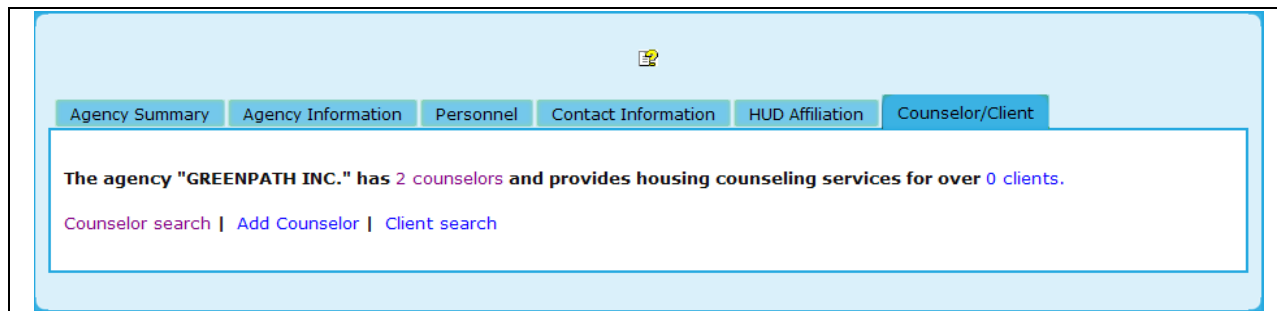 Agency Summary Agency Information Personnel Contact Information HUD Affiliation Counselor/Client
The agency "GREENPATH INC." has 2 counselors and provides housing counseling services for over 0 clients.
Counselor search | Add Counselor | Client search